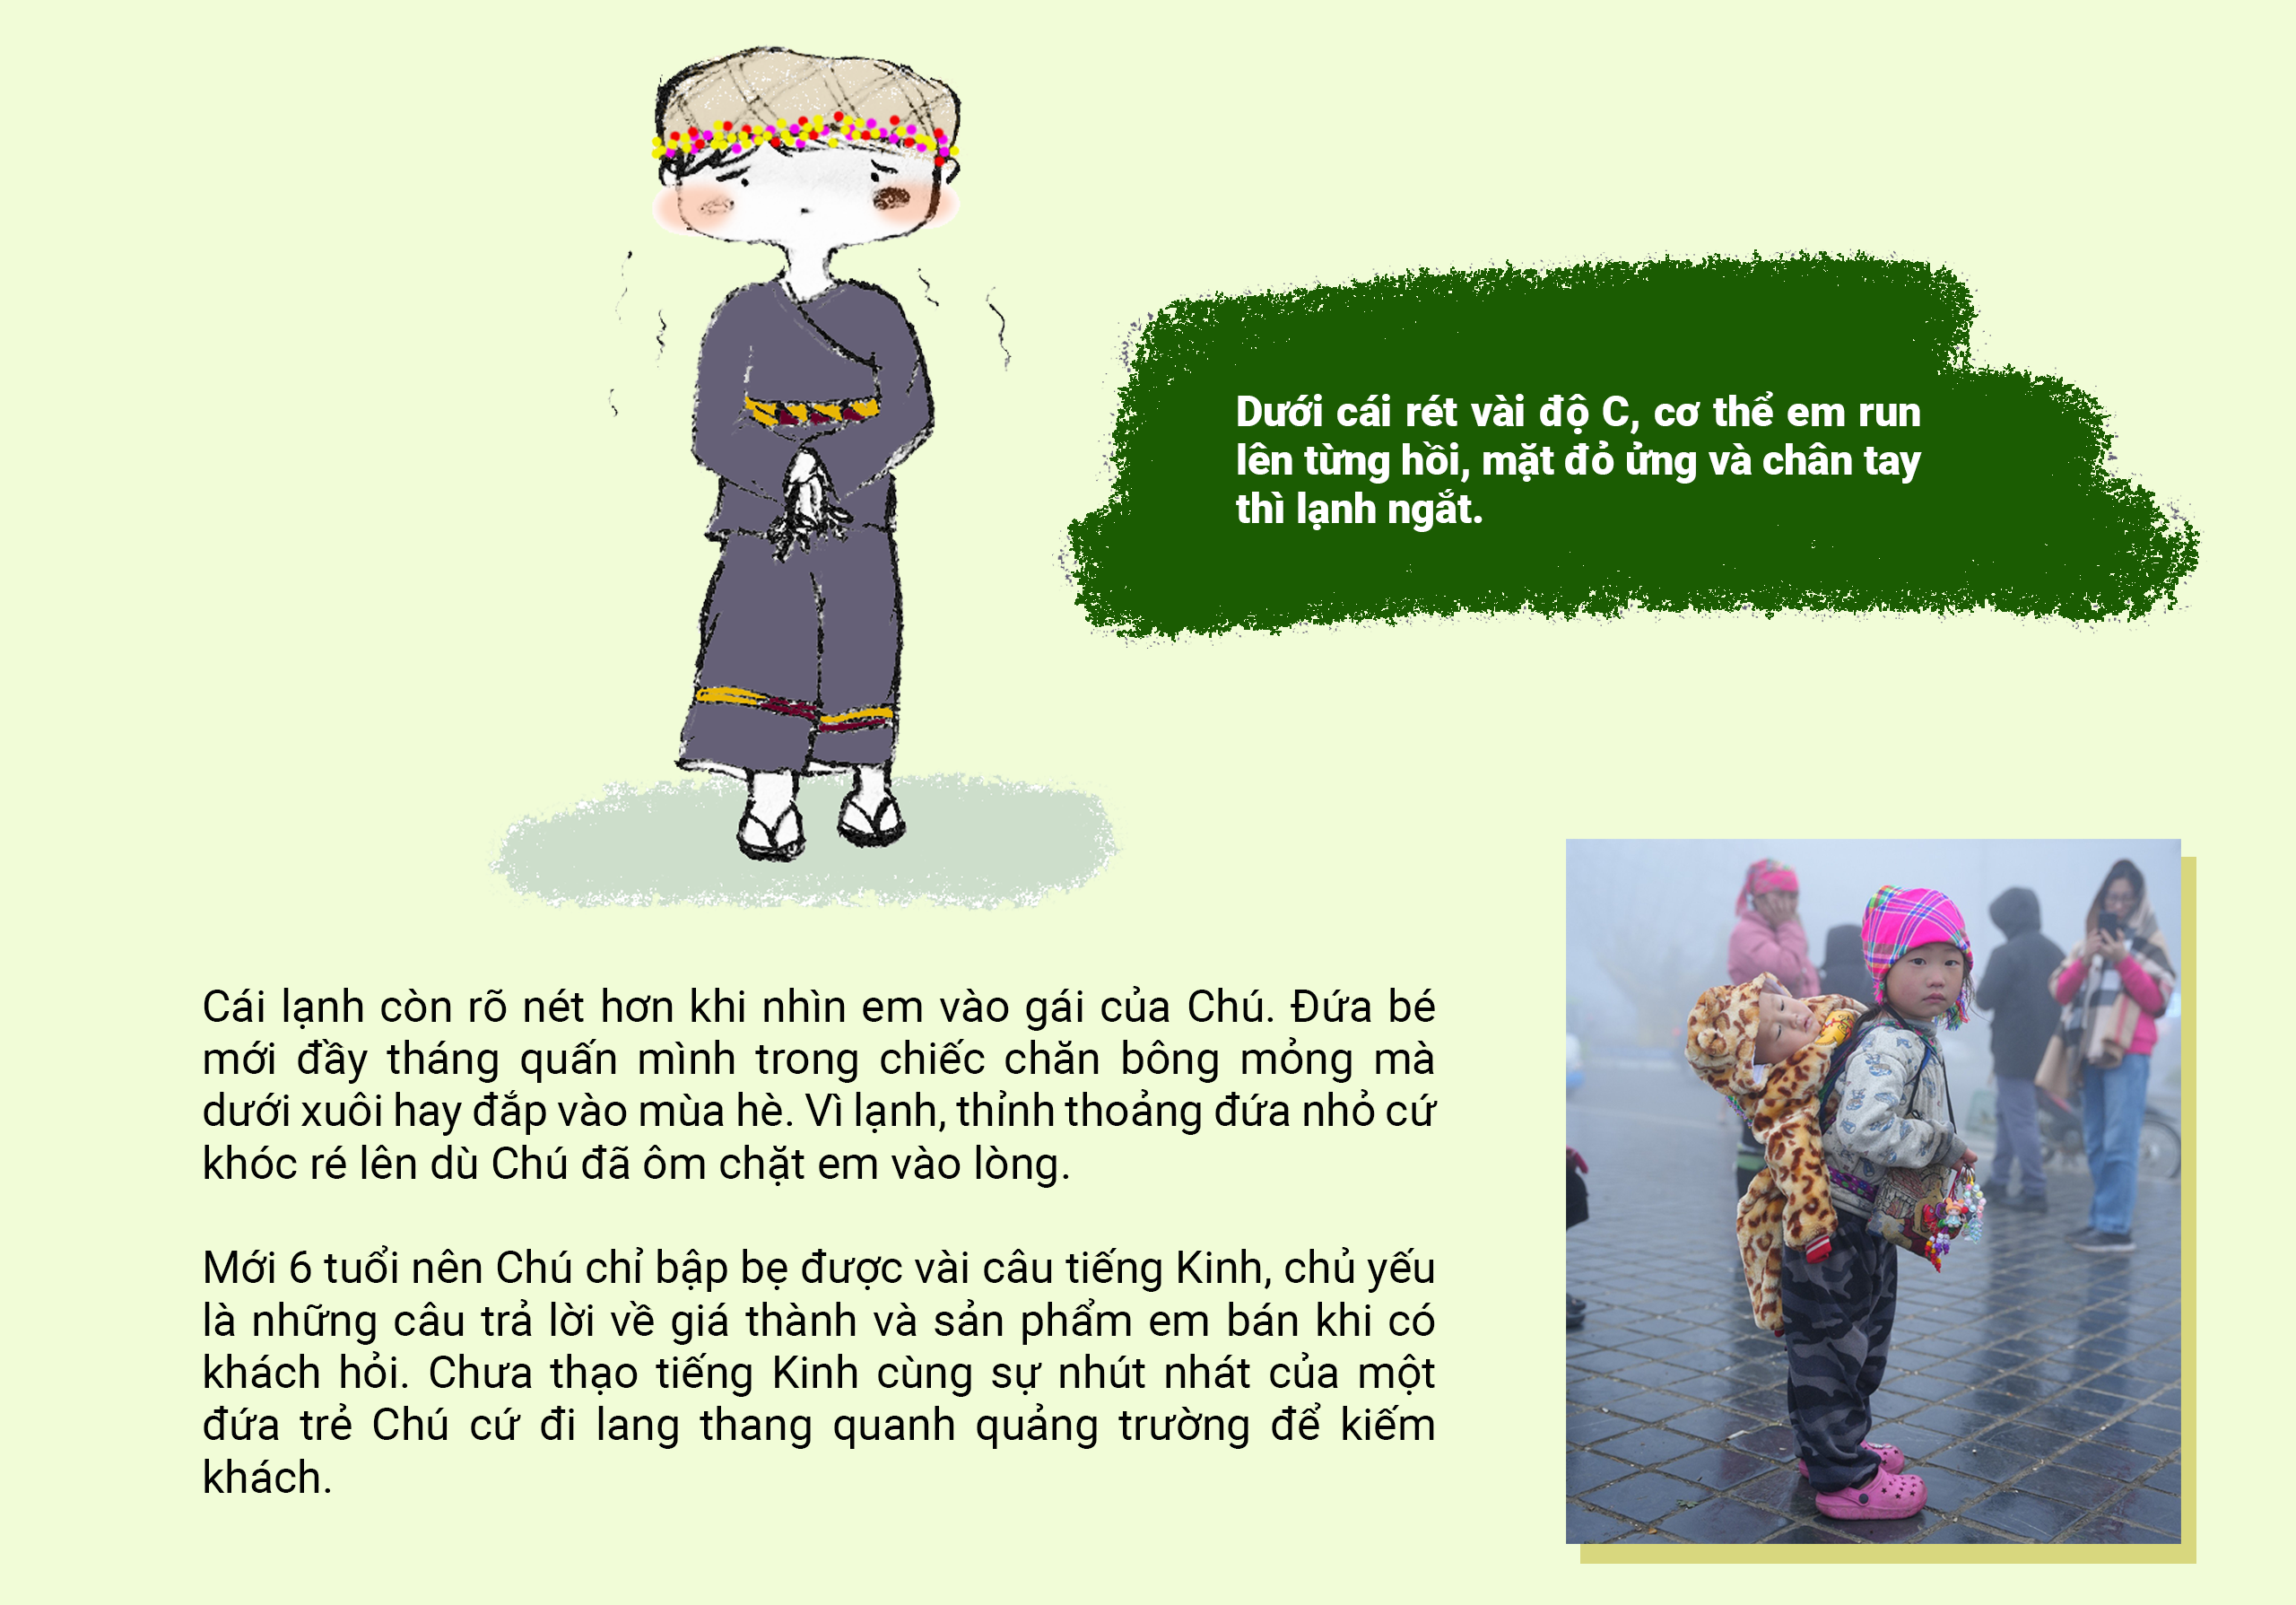 Dưới cái rét vài độ C, cơ thể em run
lên từng hồi, mặt đỏ ửng và chân tay
thì lạnh ngắt.
Cái lạnh còn rõ nét hơn khi nhìn em vào gái của Chú. Đứa bé
mới đầy tháng quấn mình trong chiếc chăn bông mỏng mà
dưới xuôi hay đắp vào mùa hè. Vì lạnh, thỉnh thoảng đứa nhỏ cứ
khóc ré lên dù Chú đã ôm chặt em vào lòng.
Mới 6 tuổi nên Chú chỉ bập bẹ được vài câu tiếng Kinh, chủ yếu
là những câu trả lời về giá thành và sản phẩm em bán khi có
khách hỏi. Chưa thạo tiếng Kinh cùng sự nhút nhát của một
đứa trẻ Chú cứ đi lang thang quanh quảng trường để kiếm
khách.